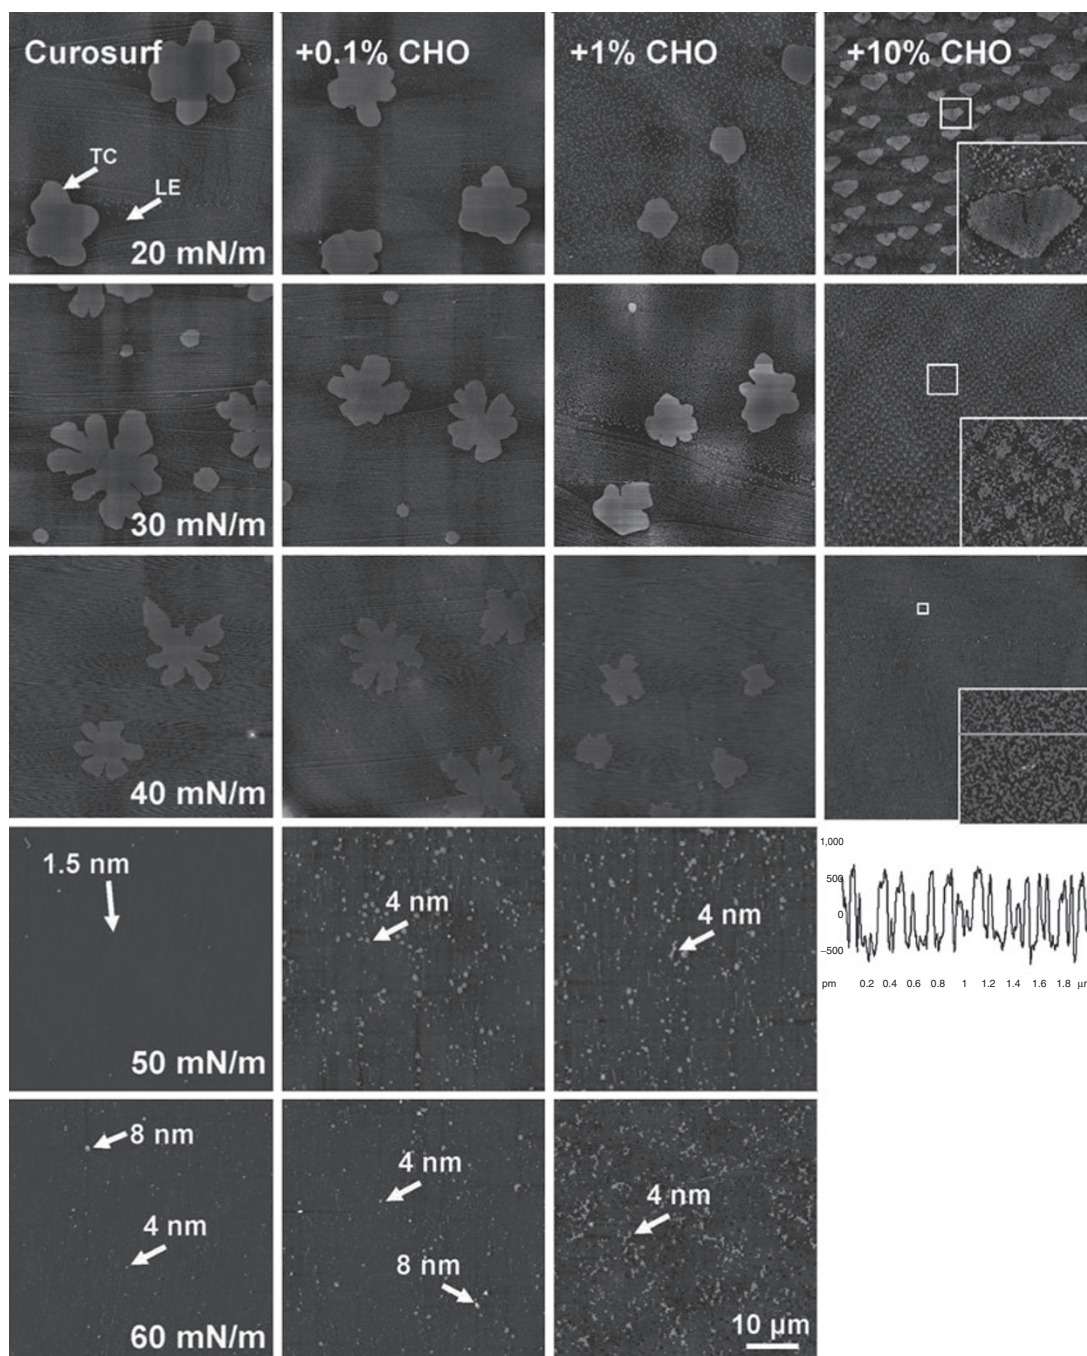 Curosurf
+0.1% CHO
+1% CHO
+10% CHO
TC
LE
20 mN/m
30 mN/m
40 mN/m
1.5 nm
4 nm
4 nm
50 mN/m
1,000
500
0
−500
pm 0.2 0.4 0.6 0.8 1 1.2 1.4 1.6 1.8
8 nm
4 nm
4 nm
8 nm
4 nm
60 mN/m
10 µm